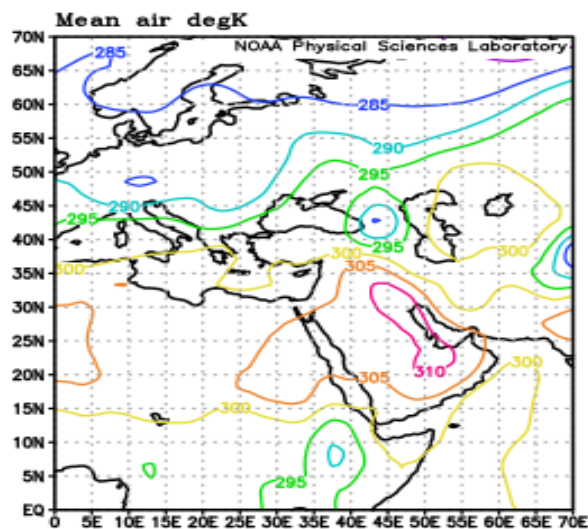 Mean air degK
70N
NOAA Physical Sciences Laboratory
285
65N
60N
285
55N
290
50N
295
45N
290
295
40N
295
300
35N
300
300
305
30N
25N
310
20N
305
15N
300
300
10N
5N
295
EQ
0 5E 10E 15E 20E 25E 30E 35E 40E 45E 50E 55E 60E 65E 70E